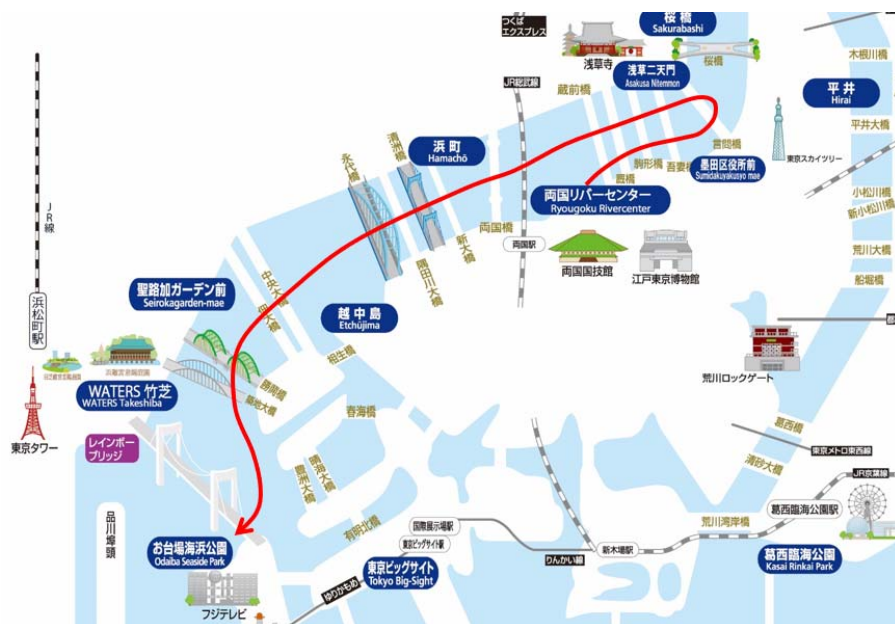 つくば
エクスプレス
浅草寺
桜橋
Sakurabashi
桜橋
浅草二天門
Asakusa Nitemmon
木根川橋
平井
Hirai
平井大橋
JR総武線
蔵前橋
清洲橋
浜町
Hamachō
永代橋
駒形橋
厩橋
吾妻橋
言問橋
東京スカイツリー
墨田区役所前
Sumidakuyakusyo mae
両国リバーセンター
Ryougoku Rivercenter
小松川橋
新小松川橋
荒川大橋
船堀橋
JR線
浜松町駅
両国橋
新大橋
隅田川大橋
両国駅
両国国技館
江戸東京博物館
聖路加ガーデン前
Seirokagarden-mae
中央大橋
佃大橋
越中島
Etchūjima
相生橋
WATERS 竹芝
WATERS Takeshiba
勝鬨橋
築地大橋
荒川ロックゲート
東京タワー
レインボー
ブリッジ
春海橋
晴海大橋
豊洲大橋
葛西橋
東京メトロ東西線
清砂大橋
JR京葉線
品川埠頭
有明北橋
国際展示場駅
東京ビッグサイト駅
荒川湾岸橋
葛西臨海公園駅
お台場海浜公園
Odaiba Seaside Park
フジテレビ
ゆりかもめ
東京ビッグサイト
Tokyo Big-Sight
りんかい線
新木場駅
葛西臨海公園
Kasai Rinkai Park